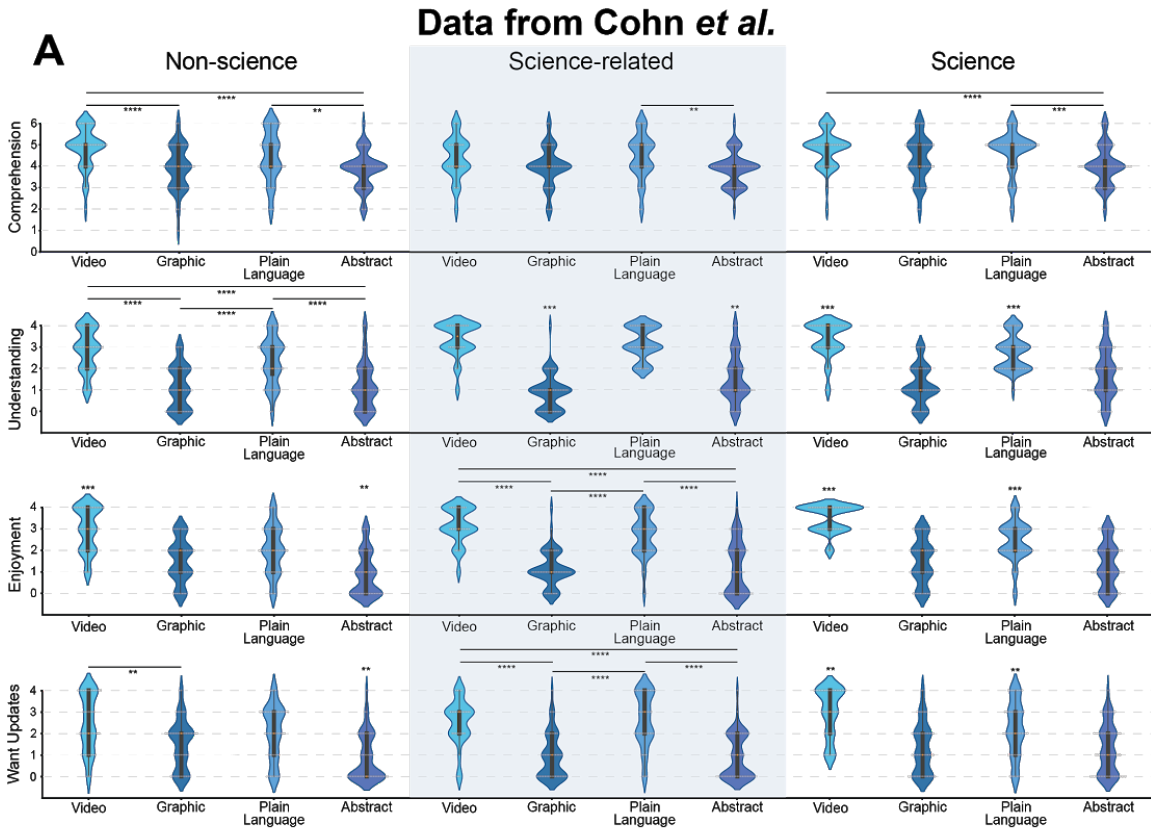 Data from Cohn et al.
A
Non-science Science-related Science
**** ****
**** ** ** ***
Comprehension
6
5
4
3
2
1
0
Video Graphic Plain Language Abstract Video Graphic Plain Language Abstract Video Graphic Plain Language Abstract
****
**** **** *** ** *** ***
****
Understanding
4
3
2
1
0
Video Graphic Plain Language Abstract Video Graphic Plain Language Abstract Video Graphic Plain Language Abstract
****
*** ** **** **** *** ***
****
Enjoyment
4
3
2
1
0
Video Graphic Plain Language Abstract Video Graphic Plain Language Abstract Video Graphic Plain Language Abstract
****
** ** **** **** ** **
****
Want Updates
4
3
2
1
0
Video Graphic Plain Language Abstract Video Graphic Plain Language Abstract Video Graphic Plain Language Abstract